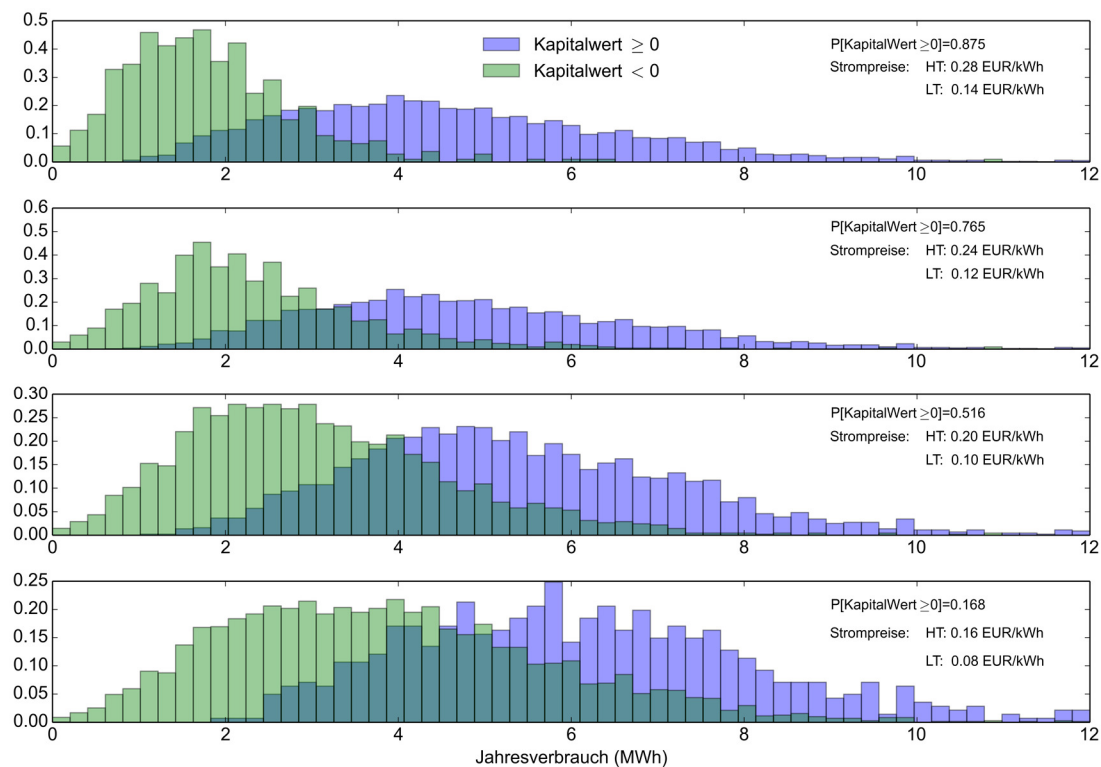 0.5
0.4
0.3
0.2
0.1
0.0
Kapitalwert ≥ 0
Kapitalwert < 0
P[KapitalWert ≥0]=0.875
Strompreise: HT: 0.28 EUR/kWh
LT: 0.14 EUR/kWh
0 2 4 6 8 10 12
0.6
0.5
0.4
0.3
0.2
0.1
0.0
P[KapitalWert ≥0]=0.765
Strompreise: HT: 0.24 EUR/kWh
LT: 0.12 EUR/kWh
0 2 4 6 8 10 12
0.30
0.25
0.20
0.15
0.10
0.05
0.00
P[KapitalWert ≥0]=0.516
Strompreise: HT: 0.20 EUR/kWh
LT: 0.10 EUR/kWh
0 2 4 6 8 10 12
0.25
0.20
0.15
0.10
0.05
0.00
P[KapitalWert ≥0]=0.168
Strompreise: HT: 0.16 EUR/kWh
LT: 0.08 EUR/kWh
0 2 4 6 8 10 12
Jahresverbrauch (MWh)